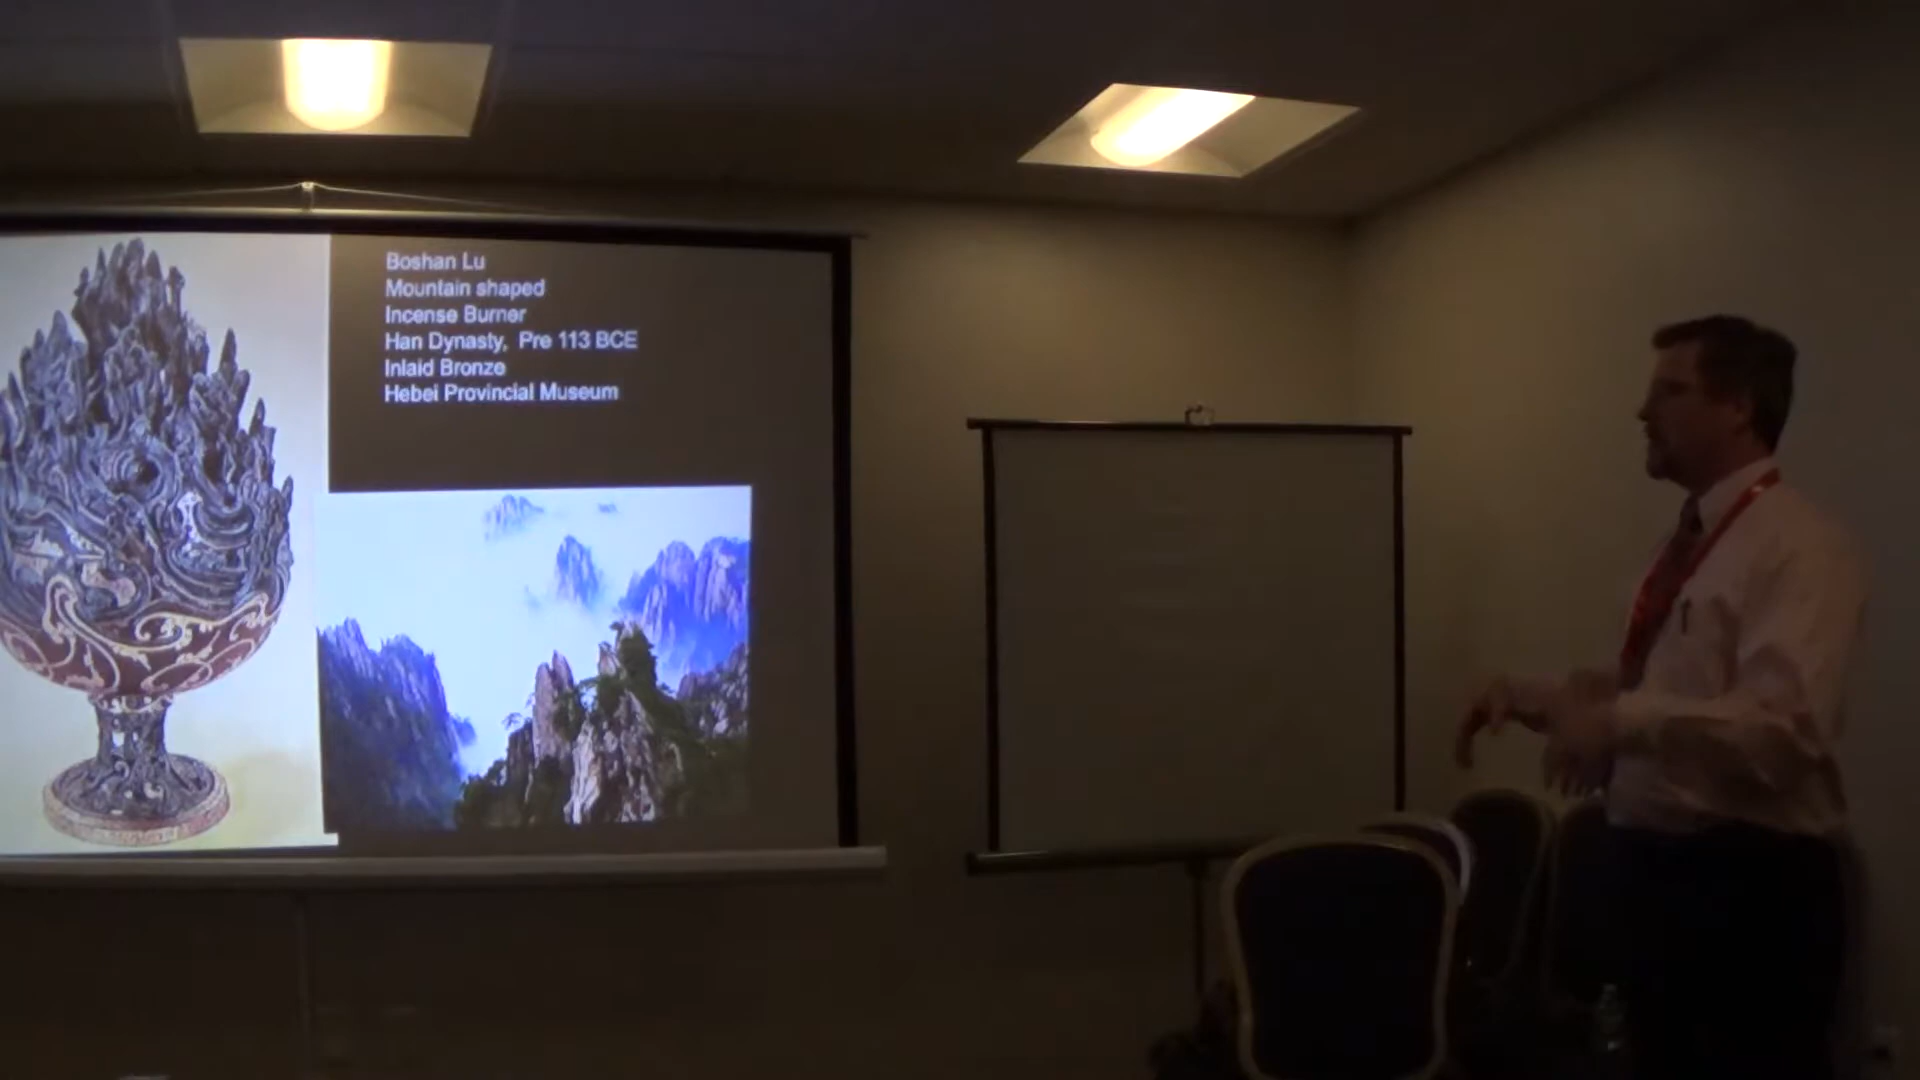 Boshan Lu
Mountain shaped
Incense Burner
Han Dynasty, Pre 113 BCE
Inlaid Bronze
Hebei Provincial Museum